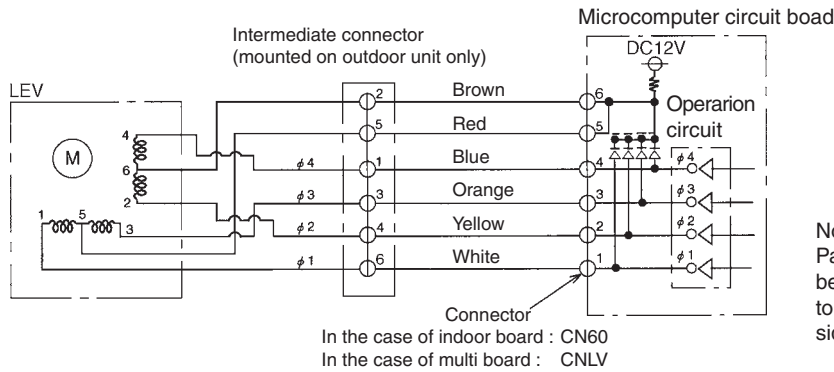 Microcomputer circuit boad
Intermediate connector
(mounted on outdoor unit only)
DC12V
LEV
2
Brown
6
Operarion
circuit
5
Red
5
4
M
6
2
ϕ4
1
Blue
4
ϕ4
ϕ3
3
Orange
3
ϕ3
1
5
3
ϕ2
4
Yellow
2
ϕ2
ϕ1
6
White
1
ϕ1
Connector
In the case of indoor board : CN60
In the case of multi board : CNLV